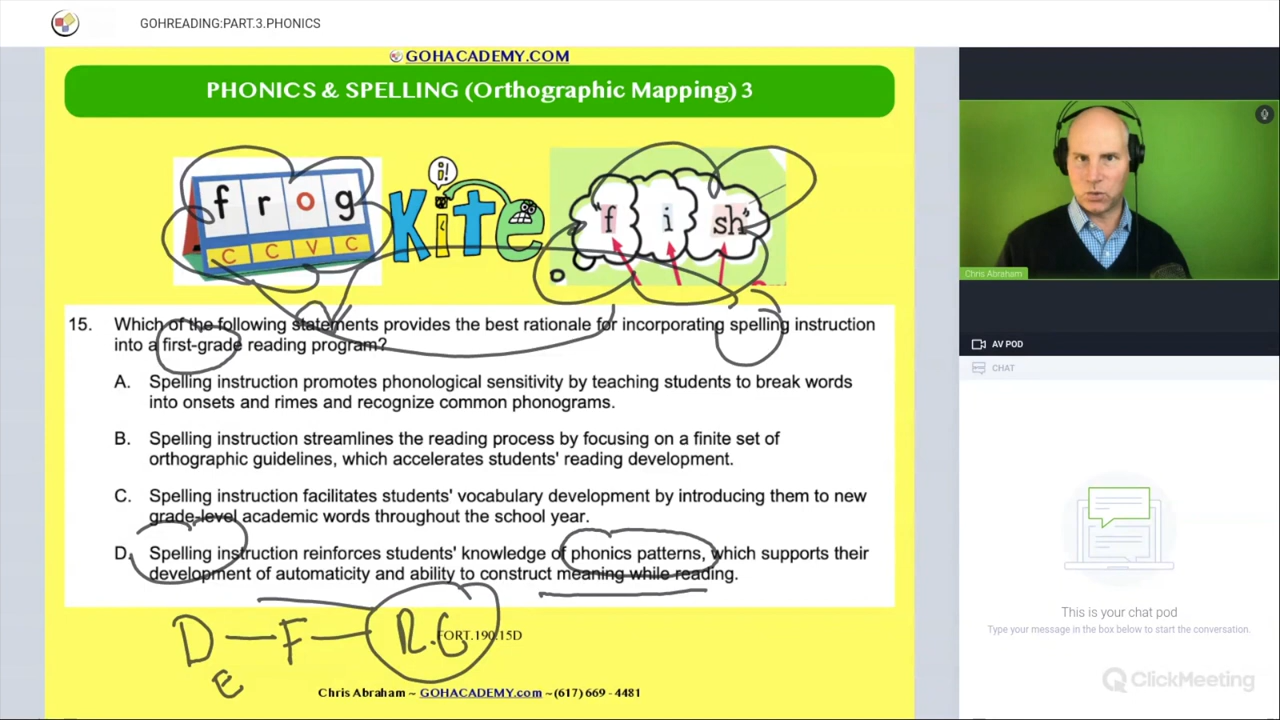 GOHREADING:PART.3.PHONICS
GOHACADEMY.COM
PHONICS & SPELLING (Orthographic Mapping) 3
f r o g
C C V C
i!
Kite
"f i sh"
15. Which of the following statements provides the best rationale for incorporating spelling instruction
into a first-grade reading program?
A. Spelling instruction promotes phonological sensitivity by teaching students to break words
into onsets and rimes and recognize common phonograms.
B. Spelling instruction streamlines the reading process by focusing on a finite set of
orthographic guidelines, which accelerates students' reading development.
C. Spelling instruction facilitates students' vocabulary development by introducing them to new
grade-level academic words throughout the school year.
D. Spelling instruction reinforces students' knowledge of phonics patterns, which supports their
development of automaticity and ability to construct meaning while reading.
D — F — R.G
E
FORT.190.15D
Chris Abraham ~ GOHACADEMY.com ~ (617) 669 - 4481
Chris Abraham
AV POD
CHAT
This is your chat pod
Type your message in the box below to start the conversation.
ClickMeeting